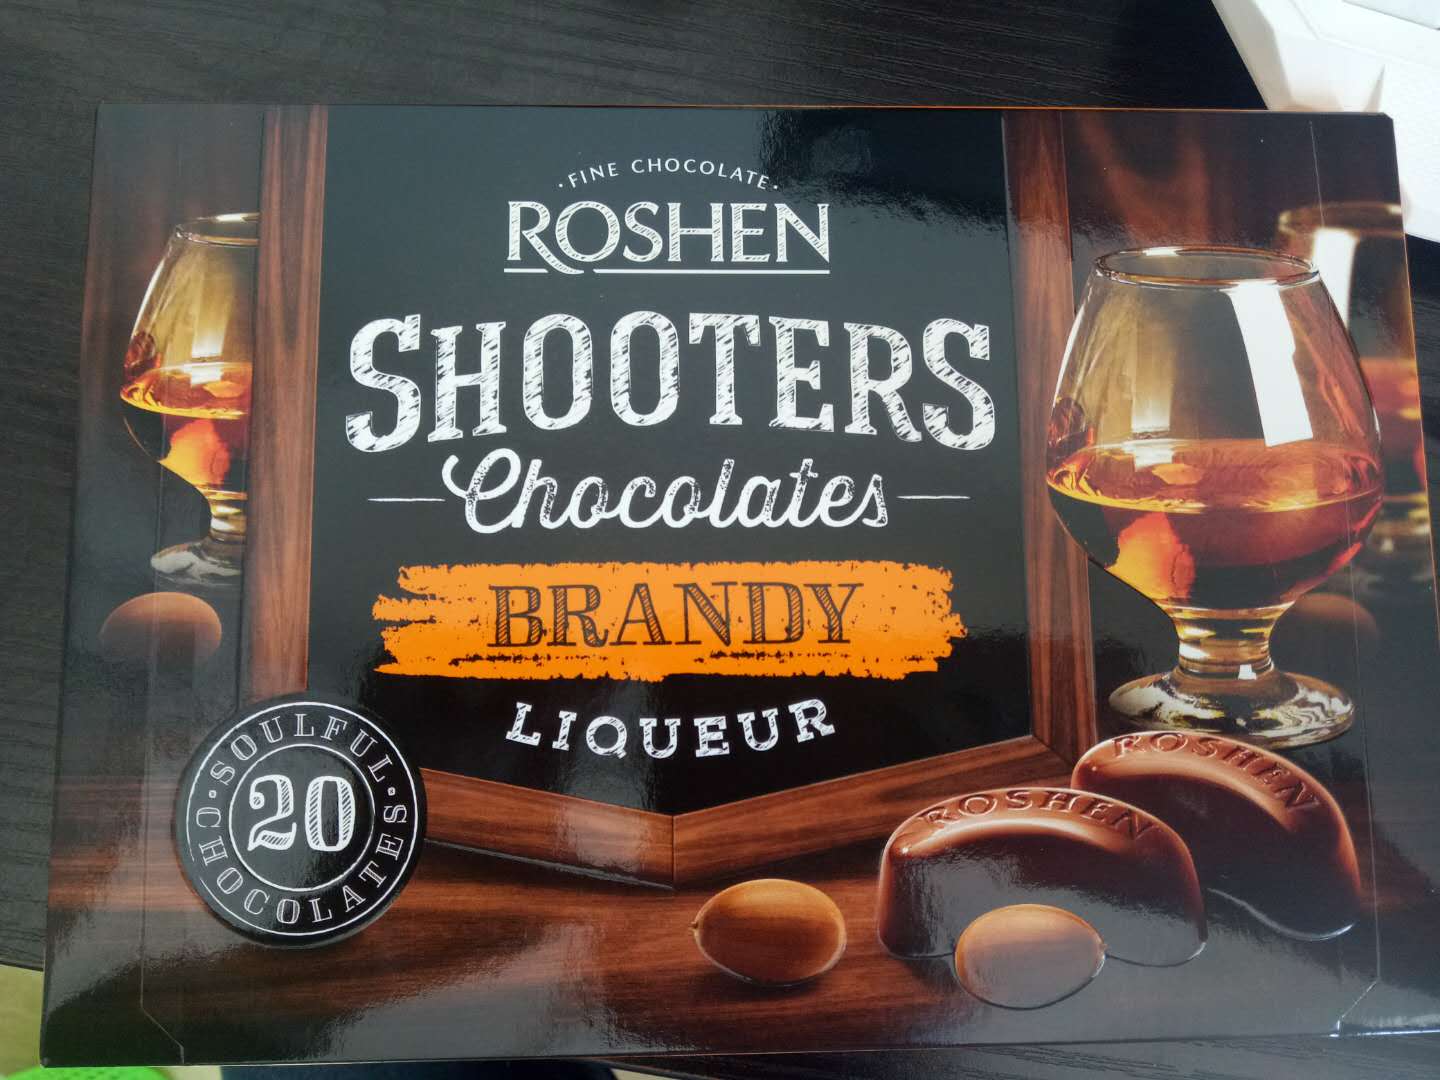 ·FINE CHOCOLATE·
ROSHEN
SHOOTERS
Chocolates
BRANDY
LIQUEUR
·SOULFUL·
20
CHOCOLATES
ROSHEN
ROSHEN